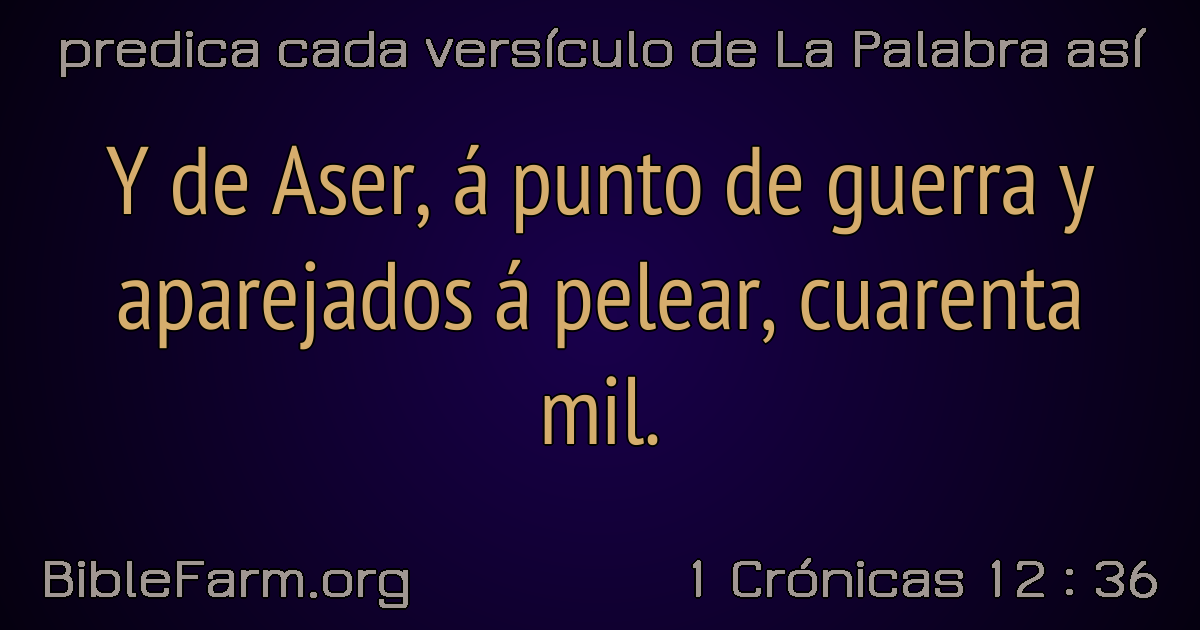 predica cada versículo de La Palabra así
Y de Aser, á punto de guerra y
aparejados á pelear, cuarenta
mil.
BibleFarm.org
1 Crónicas 12 : 36